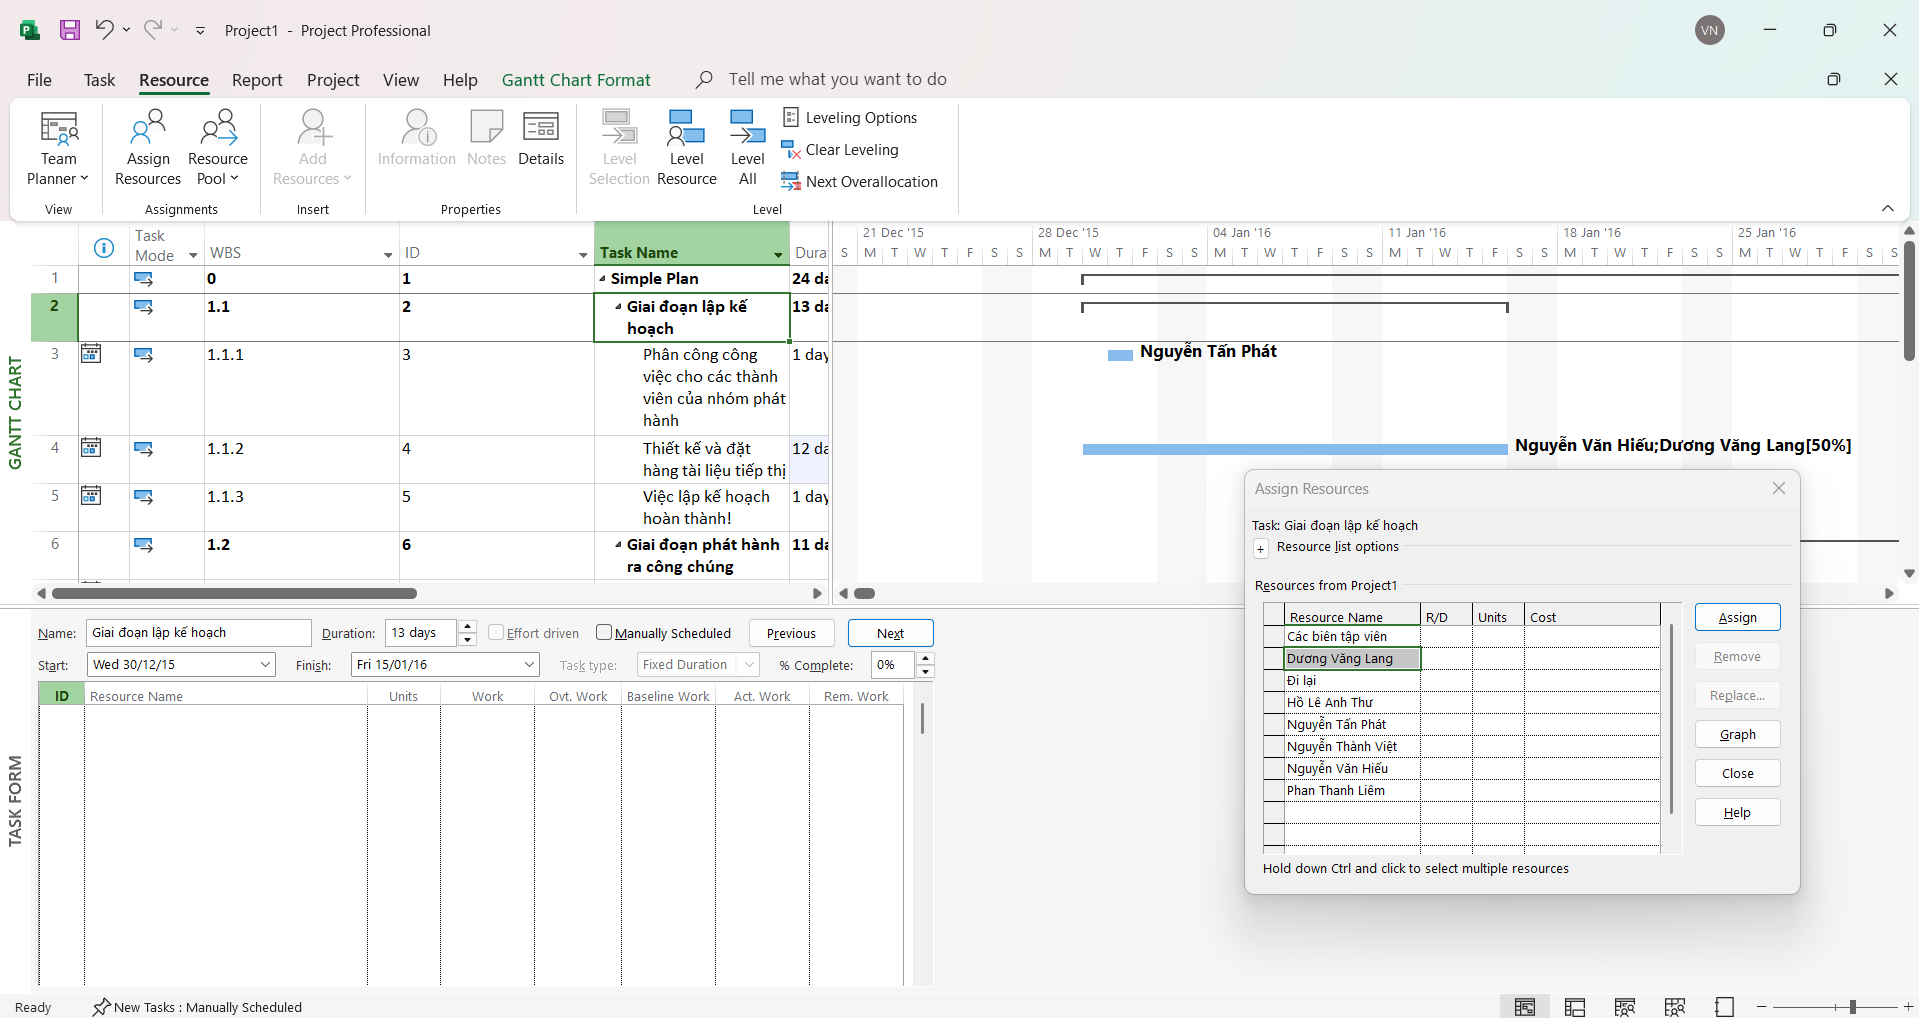 Project1 - Project Professional
VN
File Task Resource Report Project View Help Gantt Chart Format Tell me what you want to do
Team Planner
View
Assign Resources
Resource Pool
Assignments
Add Resources
Insert
Information
Notes
Details
Properties
Level Selection
Level Resource
Level All
Leveling Options
Clear Leveling
Next Overallocation
Level
GANTT CHART
Task Mode WBS ID Task Name Dura
21 Dec '15 28 Dec '15 04 Jan '16 11 Jan '16 18 Jan '16 25 Jan '16
S M T W T F S S M T W T F S S M T W T F S S M T W T F S S M T W T F S S M T W T F S S
1 0 1 Simple Plan 24 da
2 1.1 2 Giai đoạn lập kế
hoạch 13 da
3 1.1.1 3 Phân công công
việc cho các thành
viên của nhóm phát
hành 1 day
Nguyễn Tấn Phát
4 1.1.2 4 Thiết kế và đặt
hàng tài liệu tiếp thị 12 da
Nguyễn Văn Hiếu;Dương Văng Lang[50%]
5 1.1.3 5 Việc lập kế hoạch
hoàn thành! 1 day
6 1.2 6 Giai đoạn phát hành
ra công chúng 11 da
TASK FORM
Name: Giai đoạn lập kế hoạch Duration: 13 days Effort driven Manually Scheduled Previous Next
Start: Wed 30/12/15 Finish: Fri 15/01/16 Task type: Fixed Duration % Complete: 0%
ID Resource Name Units Work Ovt. Work Baseline Work Act. Work Rem. Work
Assign Resources
Task: Giai đoạn lập kế hoạch
+ Resource list options
Resources from Project1
Resource Name R/D Units Cost
Các biên tập viên
Dương Văng Lang
Đi lại
Hồ Lê Anh Thư
Nguyễn Tấn Phát
Nguyễn Thành Việt
Nguyễn Văn Hiếu
Phan Thanh Liêm
Assign
Remove
Replace...
Graph
Close
Help
Hold down Ctrl and click to select multiple resources
Ready New Tasks : Manually Scheduled